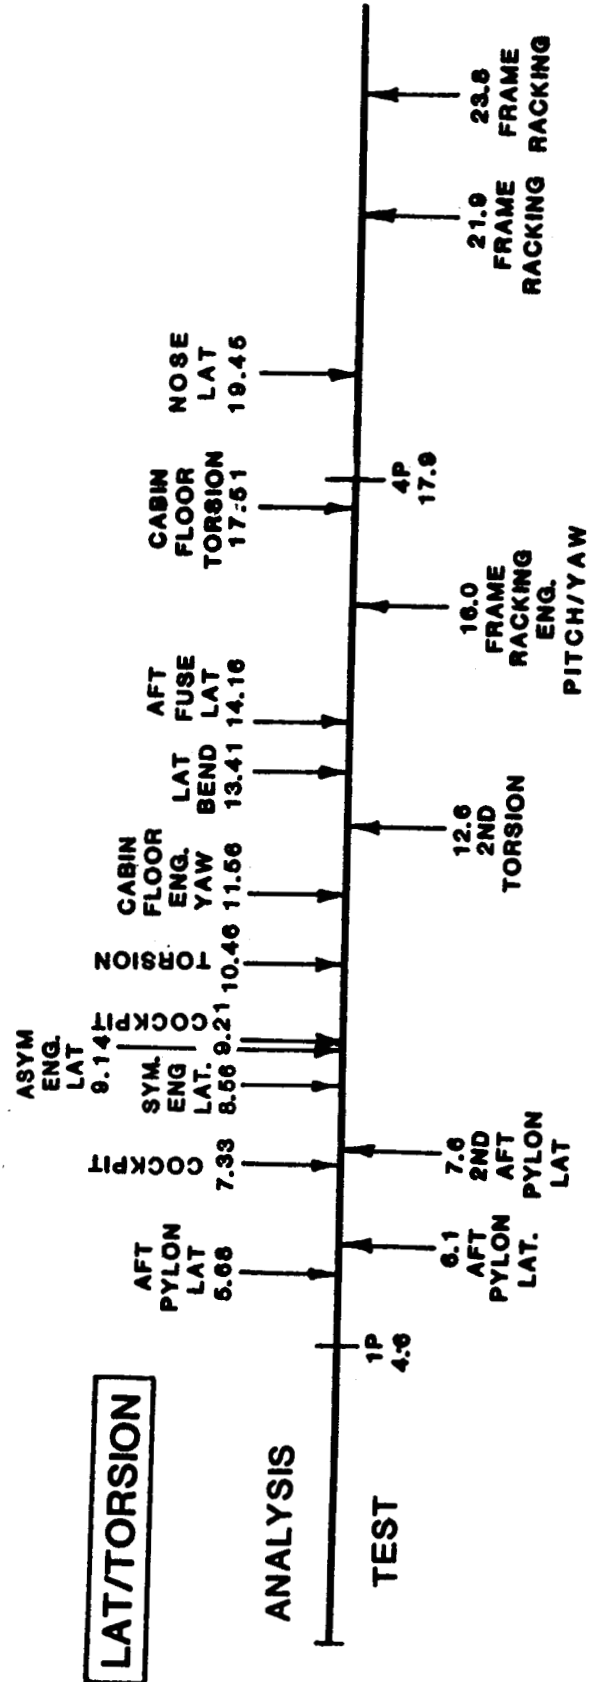 LAT/TORSION
ANALYSIS
AFT
PYLON
LAT
5.68
COCKPIT
7.33
SYM.
ENG
LAT.
8.56
ASYM
ENG.
LAT
9.14
COCKPIT
9.21
TORSION
10.46
CABIN
FLOOR
ENG.
YAW
11.56
LAT
BEND
13.41
AFT
FUSE
LAT
14.16
CABIN
FLOOR
TORSION
17.51
NOSE
LAT
19.45
TEST
1P
4.6
6.1
AFT
PYLON
LAT.
7.6
2ND
AFT
PYLON
LAT
12.6
2ND
TORSION
16.0
FRAME
RACKING
ENG.
PITCH/YAW
4P
17.9
21.9
FRAME
RACKING
23.8
FRAME
RACKING